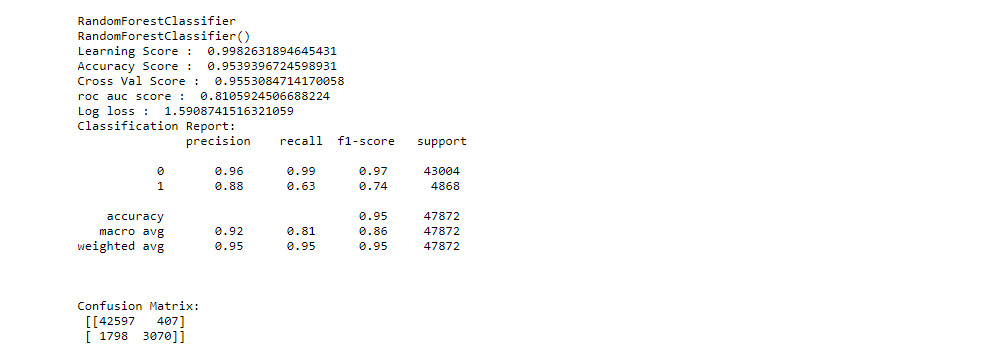 RandomForestClassifier
RandomForestClassifier()
Learning Score :  0.9982631894645431
Accuracy Score :  0.9539396724598931
Cross Val Score :  0.9553084714170058
roc auc score :  0.8105924506688224
Log loss :  1.5908741516321059
Classification Report:
               precision    recall  f1-score   support
           0       0.96      0.99      0.97     43004
           1       0.88      0.63      0.74      4868
    accuracy                           0.95     47872
   macro avg       0.92      0.81      0.86     47872
weighted avg       0.95      0.95      0.95     47872
Confusion Matrix:
 [[42597   407]
 [ 1798  3070]]